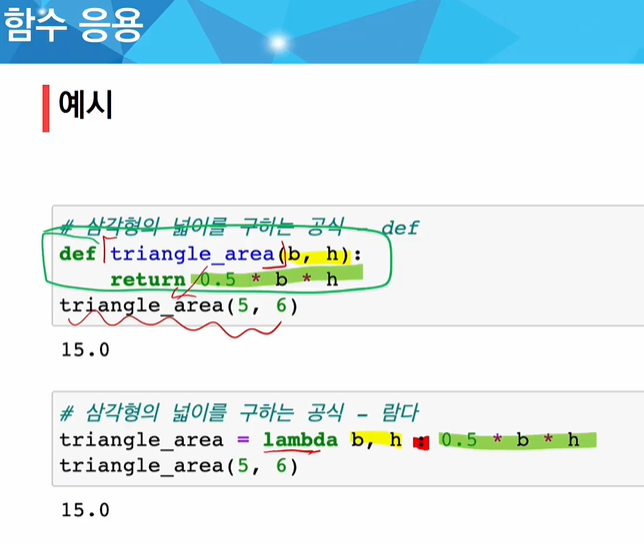 함수 응용
예시
# 삼각형의 넓이를 구하는 공식 - def
def triangle_area(b, h):
return 0.5 * b * h
triangle_area(5, 6)
15.0
# 삼각형의 넓이를 구하는 공식 - 람다
triangle_area = lambda b, h : 0.5 * b * h
triangle_area(5, 6)
15.0